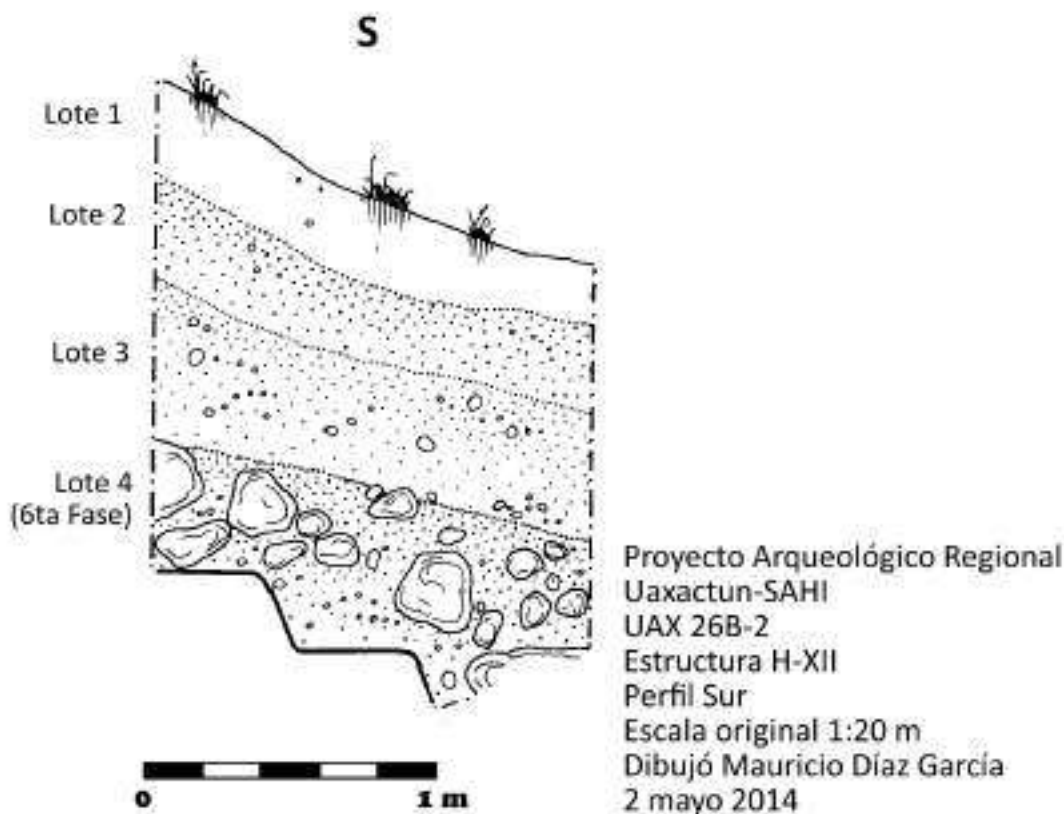 S
Lote 1
Lote 2
Lote 3
Lote 4
(6ta Fase)
Proyecto Arqueológico Regional
Uaxactun-SAHI
UAX 26B-2
Estructura H-XII
Perfil Sur
Escala original 1:20 m
Dibujó Mauricio Díaz García
2 mayo 2014
0 1 m